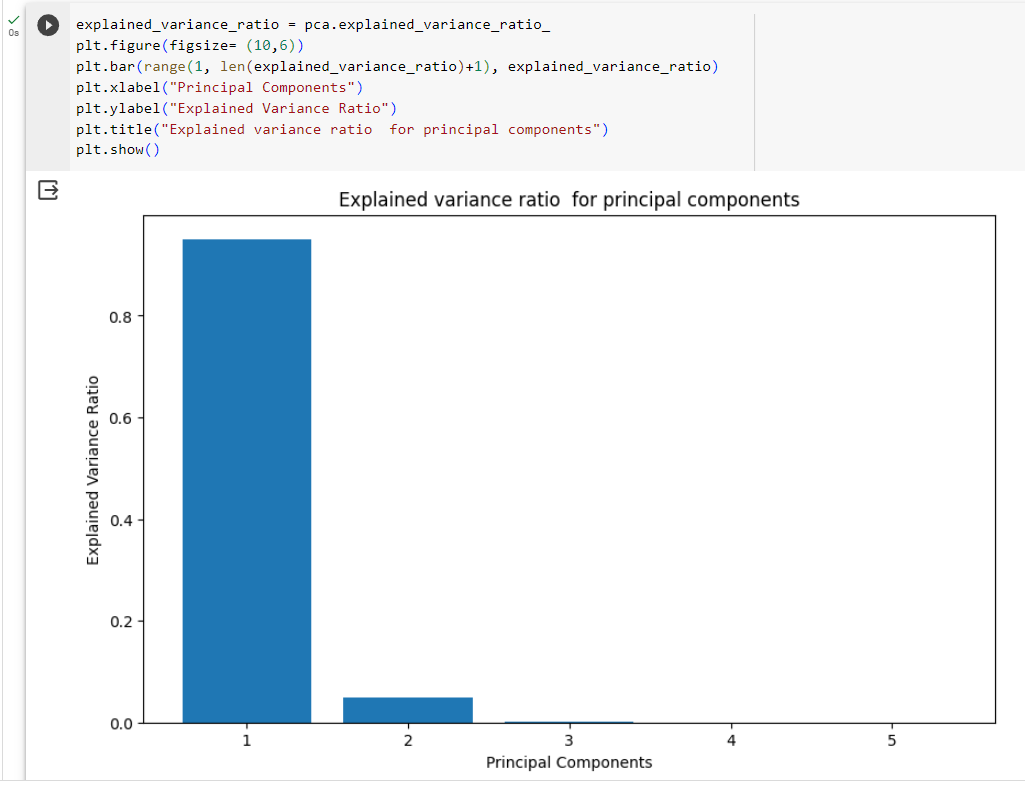 explained_variance_ratio = pca.explained_variance_ratio_
0s
plt.figure(figsize= (10,6))
plt.bar(range(1, len(explained_variance_ratio)+1), explained_variance_ratio)
plt.xlabel("Principal Components")
plt.ylabel("Explained Variance Ratio")
plt.title("Explained variance ratio  for principal components")
plt.show()
Explained variance ratio  for principal components
Explained Variance Ratio
0.8
0.6
0.4
0.2
0.0
1 2 3 4 5
Principal Components